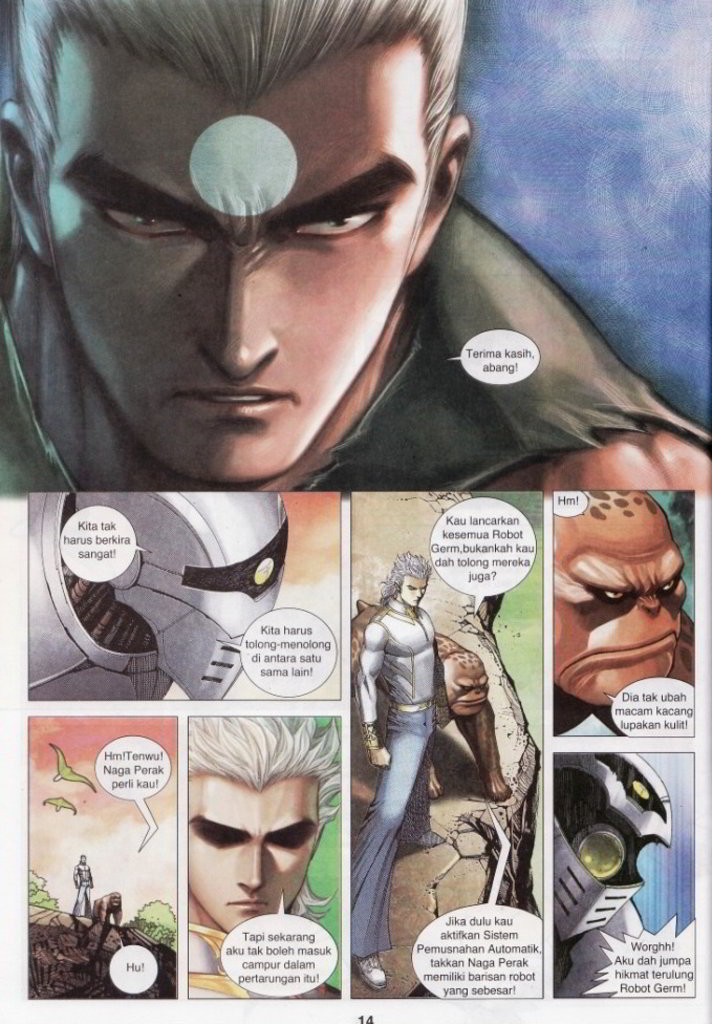 Terima kasih,
abang!
Kita tak
harus berkira
sangat!
Kita harus
tolong-menolong
di antara satu
sama lain!
Kau lancarkan
kesemua Robot
Germ,bukankah kau
dah tolong mereka
juga?
Jika dulu kau
aktifkan Sistem
Pemusnahan Automatik,
takkan Naga Perak
memiliki barisan robot
yang sebesar!
Hm!
Dia tak ubah
macam kacang
lupakan kulit!
Hm!Tenwu!
Naga Perak
perli kau!
Hu!
Tapi sekarang
aku tak boleh masuk
campur dalam
pertarungan itu!
Worghh!
Aku dah jumpa
hikmat terulung
Robot Germ!
14